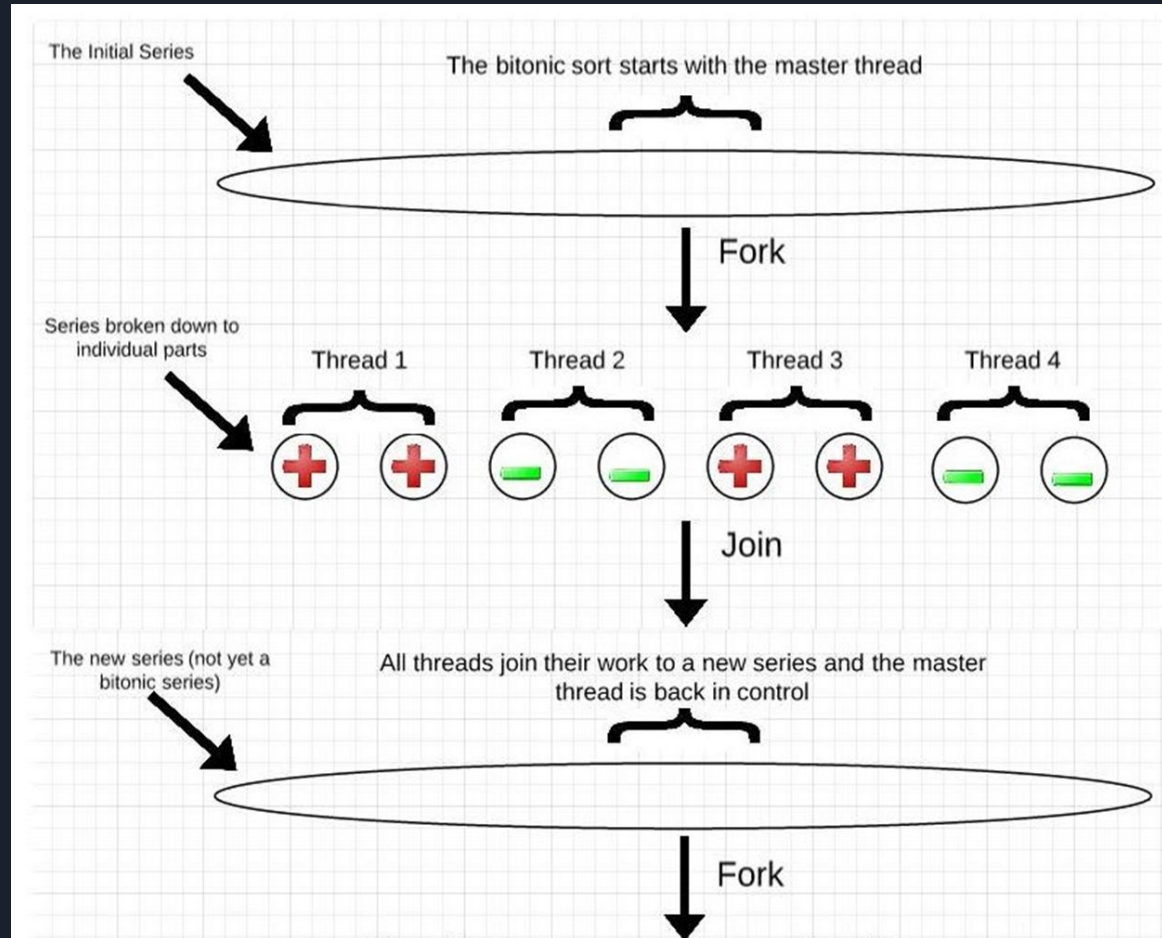 The Initial Series
The bitonic sort starts with the master thread
Fork
Series broken down to
individual parts
Thread 1
Thread 2
Thread 3
Thread 4
Join
The new series (not yet a
bitonic series)
All threads join their work to a new series and the master
thread is back in control
Fork